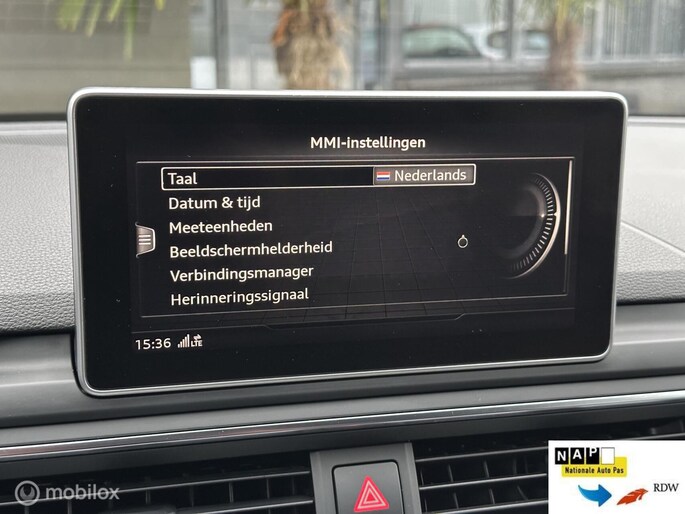 MMI-instellingen
Taal Nederlands
Datum & tijd
Meeteenheden
Beeldschermhelderheid
Verbindingsmanager
Herinneringssignaal
15:36 LTE
NAP
Nationale Auto Pas
RDW
mobilox